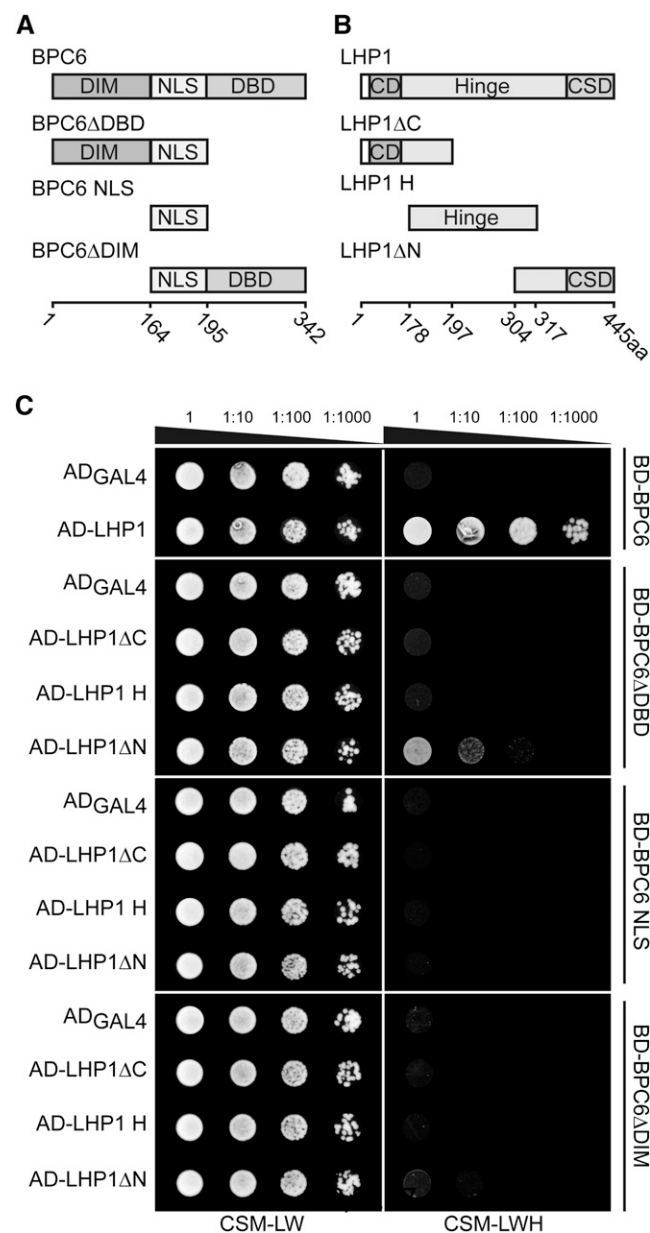 A
BPC6
DIM NLS DBD
BPC6ΔDBD
DIM NLS
BPC6 NLS
NLS
BPC6ΔDIM
NLS DBD
1 164 195 342
B
LHP1
CD Hinge CSD
LHP1ΔC
CD
LHP1 H
Hinge
LHP1ΔN
CSD
1 178 197 304 317 445aa
C
1 1:10 1:100 1:1000 1 1:10 1:100 1:1000
ADGAL4
AD-LHP1
BD-BPC6
ADGAL4
AD-LHP1ΔC
AD-LHP1 H
AD-LHP1ΔN
BD-BPC6ΔDBD
ADGAL4
AD-LHP1ΔC
AD-LHP1 H
AD-LHP1ΔN
BD-BPC6 NLS
ADGAL4
AD-LHP1ΔC
AD-LHP1 H
AD-LHP1ΔN
BD-BPC6ΔDIM
CSM-LW CSM-LWH